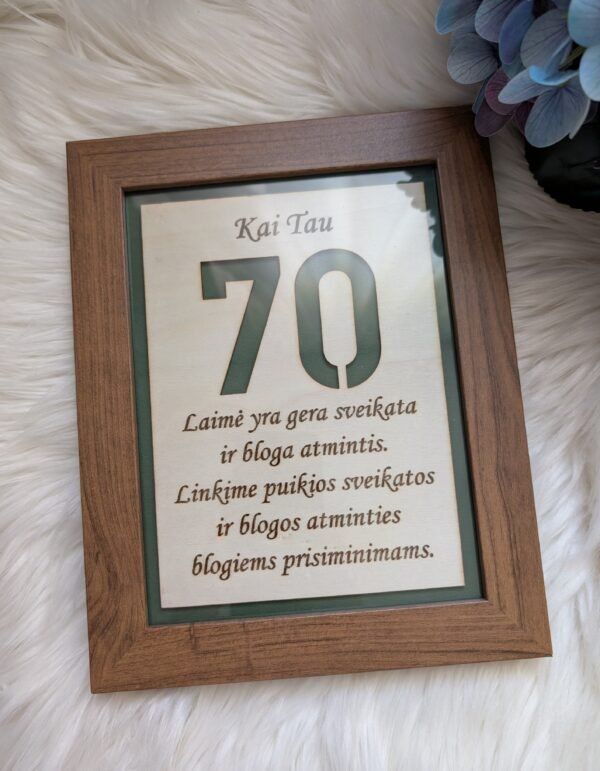 Kai Tau
70
Laimė yra gera sveikata
ir bloga atmintis.
Linkime puikios sveikatos
ir blogos atminties
blogiems prisiminimams.